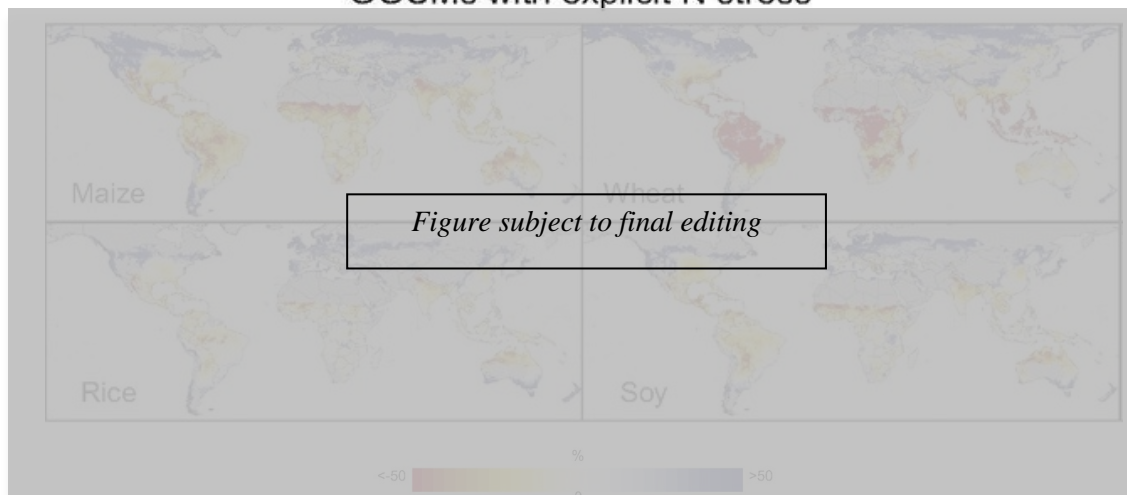 GGCMs with explicit N stress
Maize
Wheat
Figure subject to final editing
Rice
Soy
%
<-50
>50
0